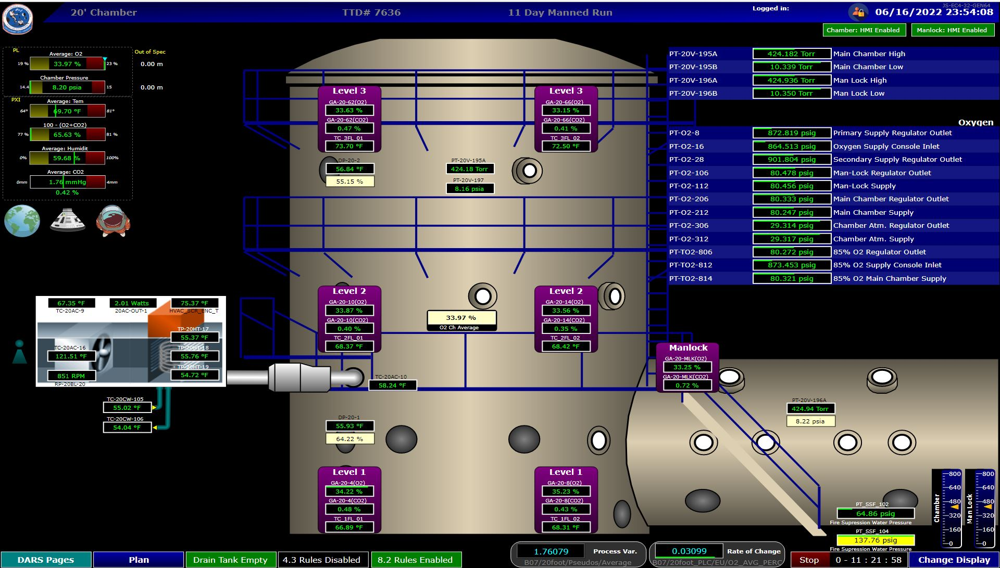 20' Chamber
TTD# 7636
11 Day Manned Run
Logged in:
JS-EC4-32-GEN64
06/16/2022 23:54:08
Chamber: HMI Enabled
Manlock: HMI Enabled
PL
Average: O2
Out of Spec
19 %
33.97 %
23 %
0.00 m
Chamber Pressure
14.4
8.20 psia
15
0.00 m
PXI
Average: Tem
64°
69.70 °F
81°
100 - (O2+CO2)
77 %
65.63 %
81 %
Average: Humidit
0%
59.68 %
100%
Average: CO2
0mm
1.76 mmHg
4mm
0.42 %
PT-20V-195A 424.182 Torr Main Chamber High
PT-20V-195B 10.339 Torr Main Chamber Low
PT-20V-196A 424.936 Torr Man Lock High
PT-20V-196B 10.350 Torr Man Lock Low
Oxygen
PT-O2-8 872.819 psig Primary Supply Regulator Outlet
PT-O2-16 864.513 psig Oxygen Supply Console Inlet
PT-O2-28 901.804 psig Secondary Supply Regulator Outlet
PT-O2-106 80.478 psig Man-Lock Regulator Outlet
PT-O2-112 80.456 psig Man-Lock Supply
PT-O2-206 80.333 psig Main Chamber Regulator Outlet
PT-O2-212 80.247 psig Main Chamber Supply
PT-O2-306 29.314 psig Chamber Atm. Regulator Outlet
PT-O2-312 29.317 psig Chamber Atm. Supply
PT-TO2-806 80.272 psig 85% O2 Regulator Outlet
PT-TO2-812 873.453 psig 85% O2 Supply Console Inlet
PT-TO2-814 80.321 psig 85% O2 Main Chamber Supply
Level 3
GA-20-62(O2)
33.63 %
GA-20-62(CO2)
0.47 %
TC_3FL_01
73.70 °F
Level 3
GA-20-66(O2)
33.15 %
GA-20-66(CO2)
0.41 %
TC_3FL_02
72.50 °F
DP-20-2
56.84 °F
55.15 %
PT-20V-195A
424.18 Torr
PT-20V-197
8.16 psia
Level 2
GA-20-10(O2)
33.87 %
GA-20-10(CO2)
0.40 %
TC_2FL_01
68.37 °F
33.97 %
O2 Ch Average
Level 2
GA-20-14(O2)
33.56 %
GA-20-14(CO2)
0.35 %
TC_2FL_02
68.42 °F
67.35 °F
TC-20AC-9
2.01 Watts
20AC-OUT-1
75.37 °F
HVAC_SCR_ENC_T
TP-20HT-17
55.37 °F
TC-20AC-16
121.51 °F
TP-20HT-18
55.76 °F
TP-20HT-19
54.72 °F
851 RPM
RP-20BL-20
TC-20AC-10
58.24 °F
TC-20CW-105
55.02 °F
TC-20CW-106
54.04 °F
Manlock
GA-20-MLK(O2)
33.25 %
GA-20-MLK(CO2)
0.72 %
PT-20V-196A
424.94 Torr
8.22 psia
DP-20-1
55.93 °F
64.22 %
Level 1
GA-20-4(O2)
34.22 %
GA-20-4(CO2)
0.48 %
TC_1FL_01
66.89 °F
Level 1
GA-20-8(O2)
35.23 %
GA-20-8(CO2)
0.43 %
TC_1FL_02
68.31 °F
PT_SSF_102
64.86 psig
Fire Supression Water Pressure
PT_SSF_104
137.76 psig
Fire Supression Water Pressure
Chamber
800
640
480
320
160
0
Man Lock
800
640
480
320
160
0
DARS Pages
Plan
Drain Tank Empty
4.3 Rules Disabled
8.2 Rules Enabled
1.76079 Process Var.
B07/20foot/Pseudos/Average
0.03099 Rate of Change
B07/20foot_PLC/EU/O2_AVG_PERC
Stop
0 - 11 : 21 : 58
Change Display